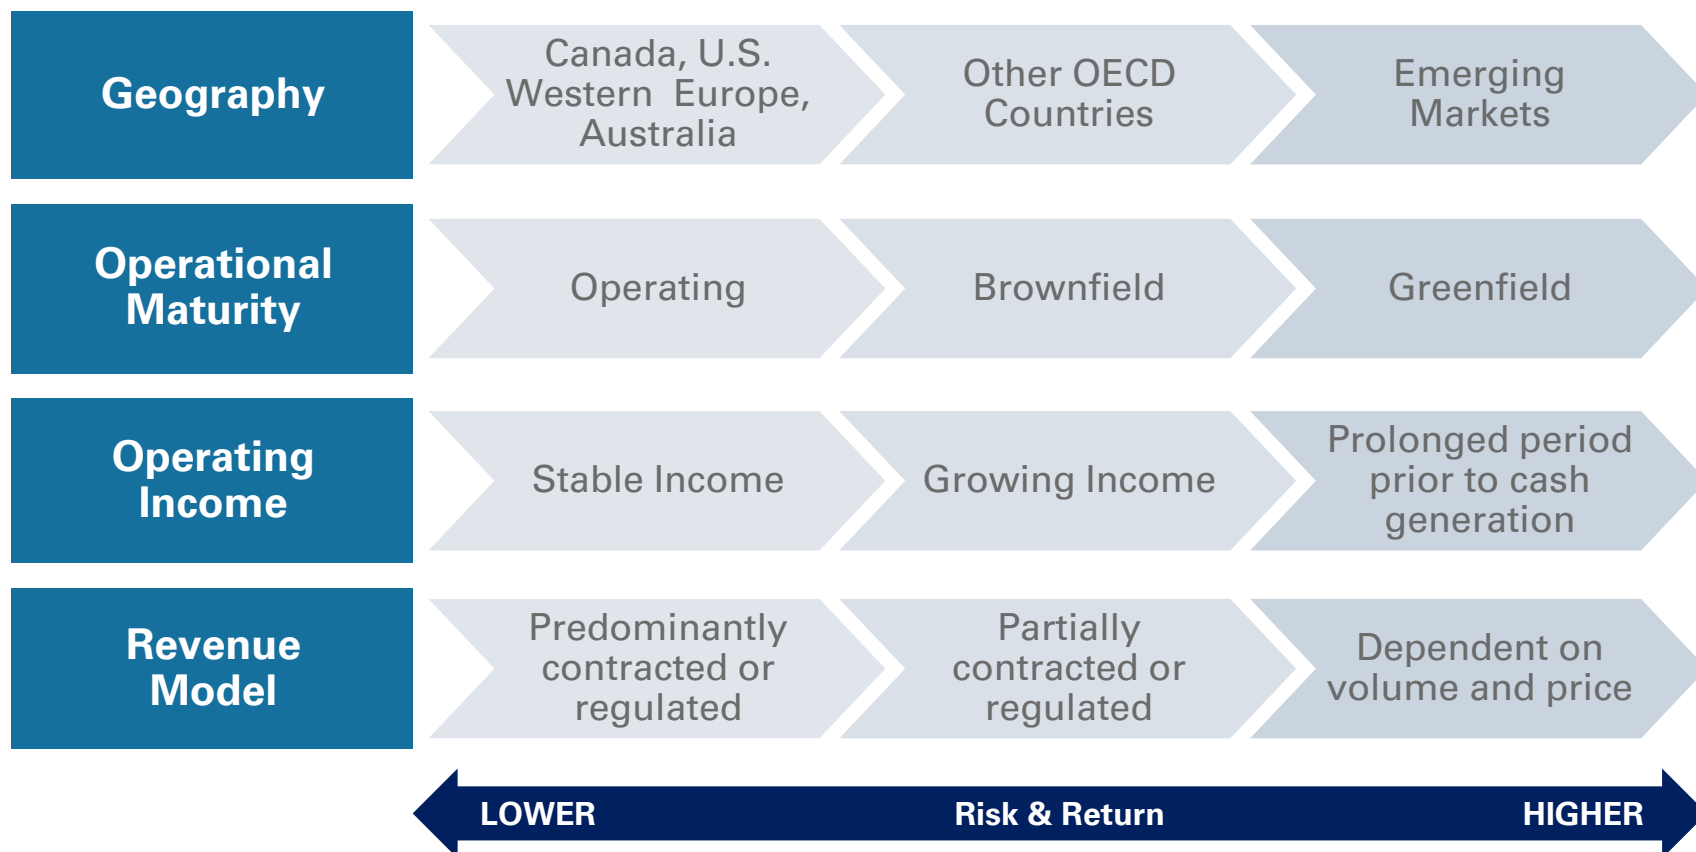 Geography
Canada, U.S.
Western Europe,
Australia
Other OECD
Countries
Emerging
Markets
Operational
Maturity
Operating
Brownfield
Greenfield
Operating
Income
Stable Income
Growing Income
Prolonged period
prior to cash
generation
Revenue
Model
Predominantly
contracted or
regulated
Partially
contracted or
regulated
Dependent on
volume and price
LOWER Risk & Return HIGHER